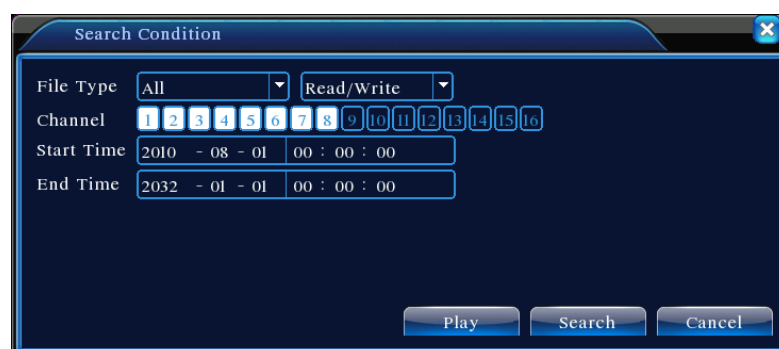 Search Condition
File Type All Read/Write
Channel 1 2 3 4 5 6 7 8 9 10 11 12 13 14 15 16
Start Time 2010 - 08 - 01 00 : 00 : 00
End Time 2032 - 01 - 01 00 : 00 : 00
Play Search Cancel